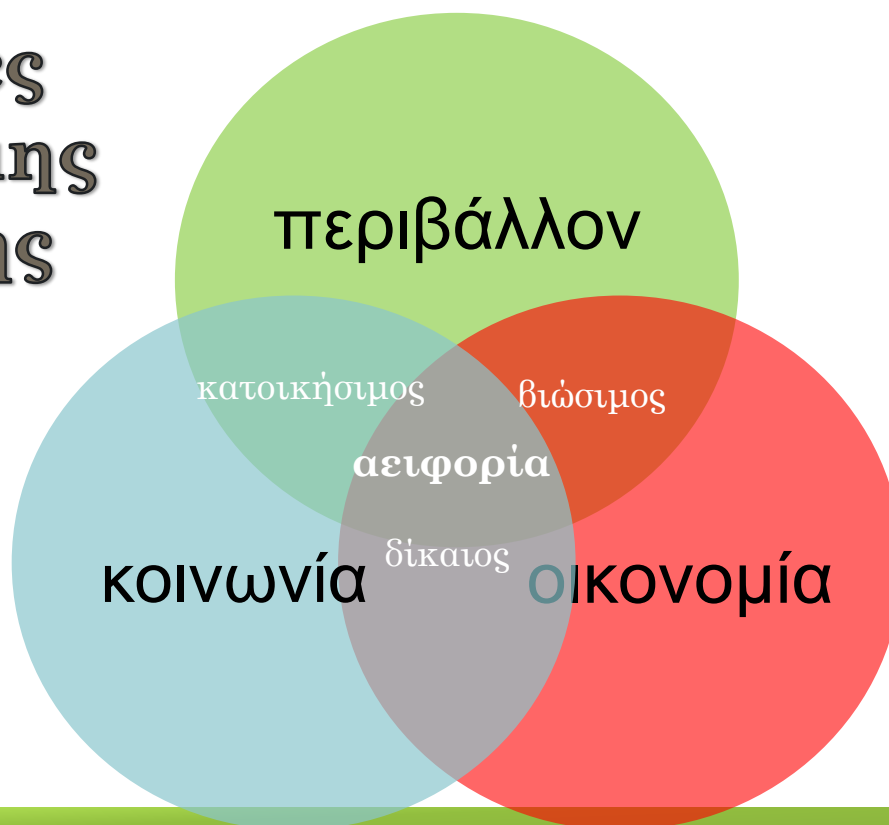 περιβάλλον
κατοικήσιμος
βιώσιμος
αειφορία
δίκαιος
κοινωνία
οικονομία